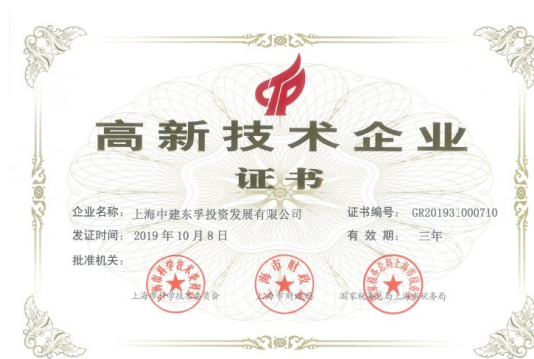 高新技术企业
证书
企业名称：上海中建东孚投资发展有限公司 证书编号：GR201931000710
发证时间：2019年10月8日 有效期：三年
批准机关：
上海市科学技术委员会 上海市财政局 国家税务总局上海市税务局